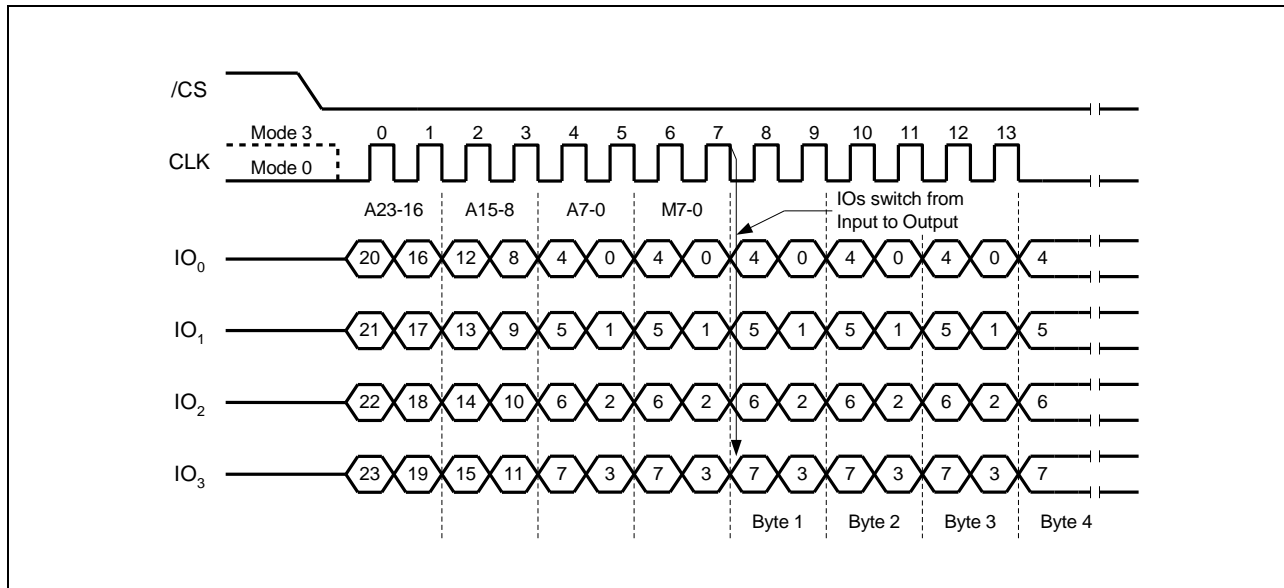 /CS
Mode 3 0 1 2 3 4 5 6 7 8 9 10 11 12 13
CLK
Mode 0
A23-16 A15-8 A7-0 M7-0
IOs switch from
Input to Output
IO0 20 16 12 8 4 0 4 0 4 0 4 0 4 0 4
IO1 21 17 13 9 5 1 5 1 5 1 5 1 5 1 5
IO2 22 18 14 10 6 2 6 2 6 2 6 2 6 2 6
IO3 23 19 15 11 7 3 7 3 7 3 7 3 7 3 7
Byte 1 Byte 2 Byte 3 Byte 4